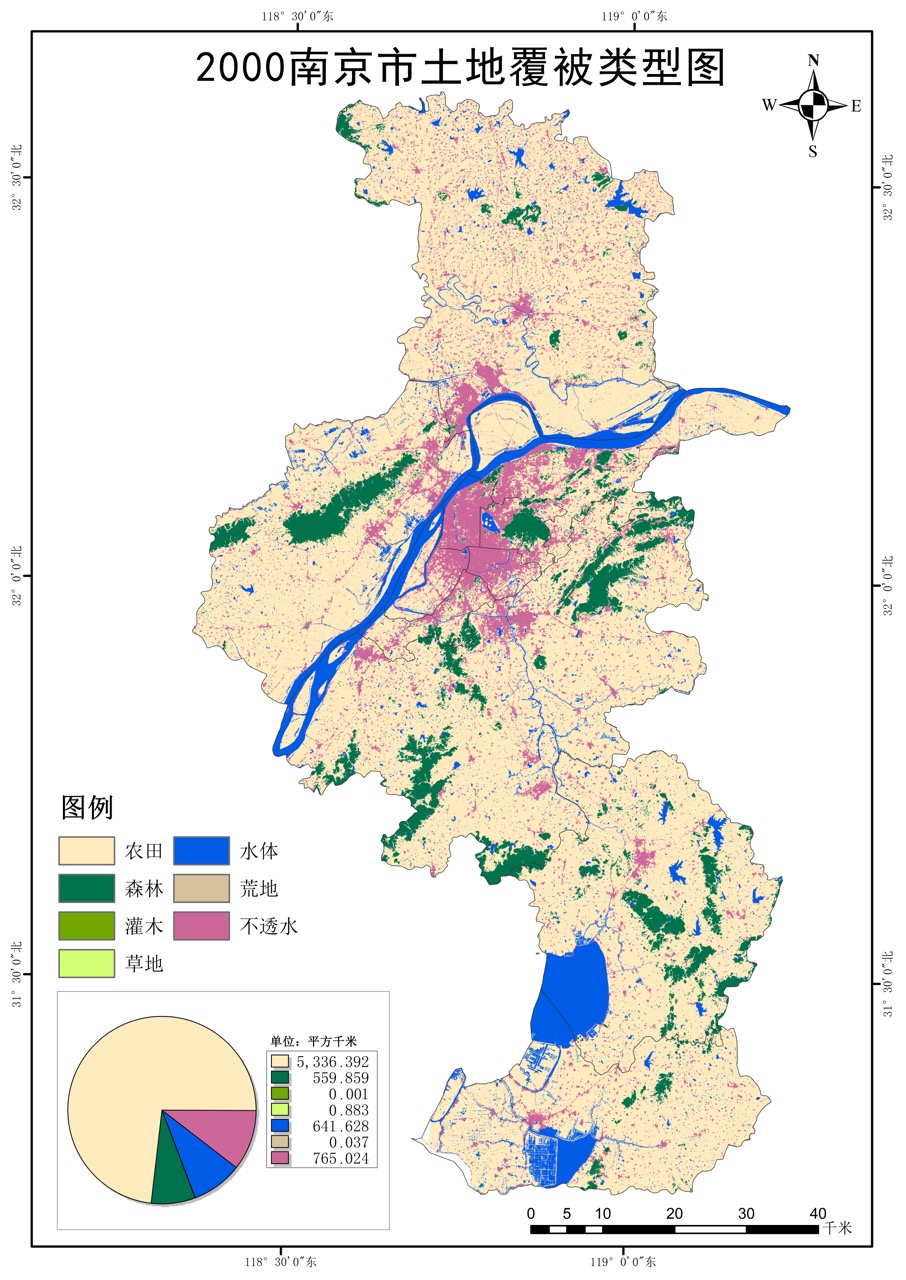 118° 30′0″东
119° 0′0″东
2000南京市土地覆被类型图
N
W
E
S
32° 30′0″北
32° 30′0″北
32° 0′0″北
32° 0′0″北
图例
农田
水体
森林
荒地
灌木
不透水
草地
31° 30′0″北
31° 30′0″北
单位: 平方千米
5,336.392
559.859
0.001
0.883
641.628
0.037
765.024
0 5 10 20 30 40
千米
118° 30′0″东
119° 0′0″东